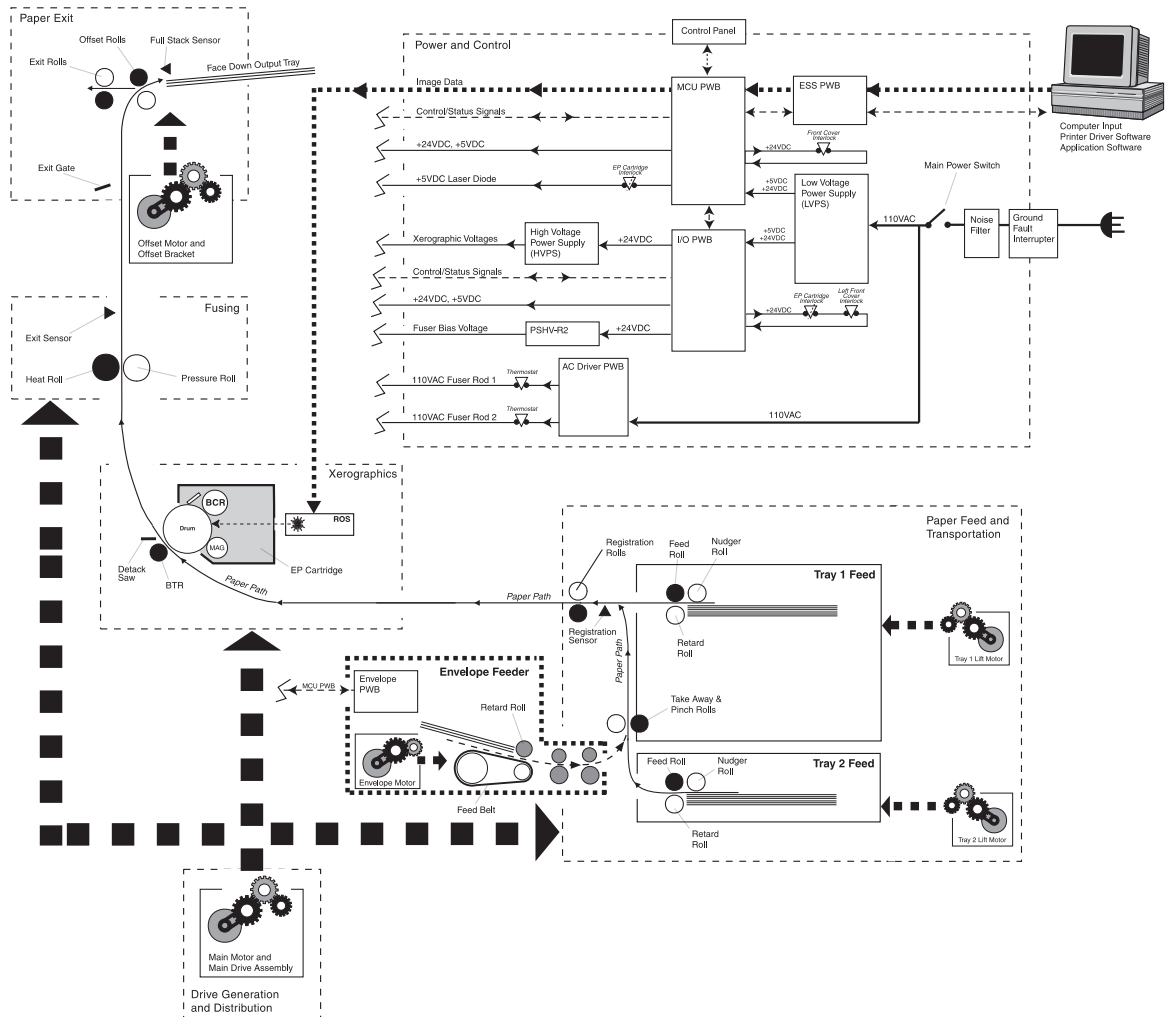 Paper Exit
Offset Rolls
Full Stack Sensor
Exit Rolls
Face Down Output Tray
Exit Gate
Offset Motor and
Offset Bracket
Power and Control
Control Panel
Image Data
MCU PWB
ESS PWB
Control/Status Signals
Computer Input
Printer Driver Software
Application Software
Front Cover
Interlock
+24VDC
+24VDC, +5VDC
EP Cartridge
Interlock
+5VDC Laser Diode
+5VDC
+24VDC
Low Voltage
Power Supply
(LVPS)
Main Power Switch
110VAC
Noise
Filter
Ground
Fault
Interrupter
Xerographic Voltages
High Voltage
Power Supply
(HVPS)
+24VDC
I/O PWB
+5VDC
+24VDC
Control/Status Signals
+24VDC, +5VDC
EP Cartridge
Interlock
Left Front
Cover
Interlock
+24VDC
Fuser Bias Voltage
PSHV-R2
+24VDC
110VAC Fuser Rod 1
Thermostat
AC Driver PWB
110VAC Fuser Rod 2
Thermostat
110VAC
Fusing
Exit Sensor
Heat Roll
Pressure Roll
Xerographics
BCR
Drum
MAG
ROS
Detack
Saw
BTR
EP Cartridge
Paper Path
Paper Path
Paper Feed and
Transportation
Registration
Rolls
Feed
Roll
Nudger
Roll
Tray 1 Feed
Registration
Sensor
Retard
Roll
Paper Path
Tray 1 Lift Motor
Take Away &
Pinch Rolls
MCU PWB
Envelope
PWB
Envelope Feeder
Retard Roll
Envelope Motor
Feed Belt
Feed Roll
Nudger
Roll
Tray 2 Feed
Retard
Roll
Tray 2 Lift Motor
Main Motor and
Main Drive Assembly
Drive Generation
and Distribution